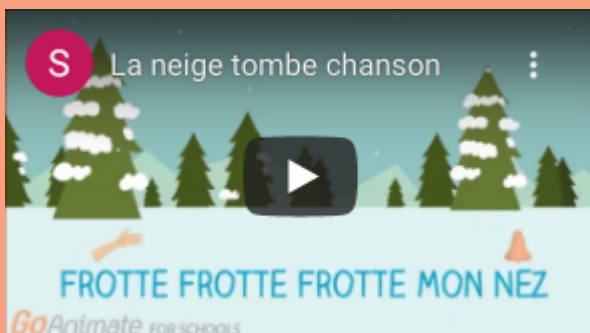 S La neige tombe chanson
FROTTE FROTTE FROTTE MON NEZ
GoAnimate FOR SCHOOLS